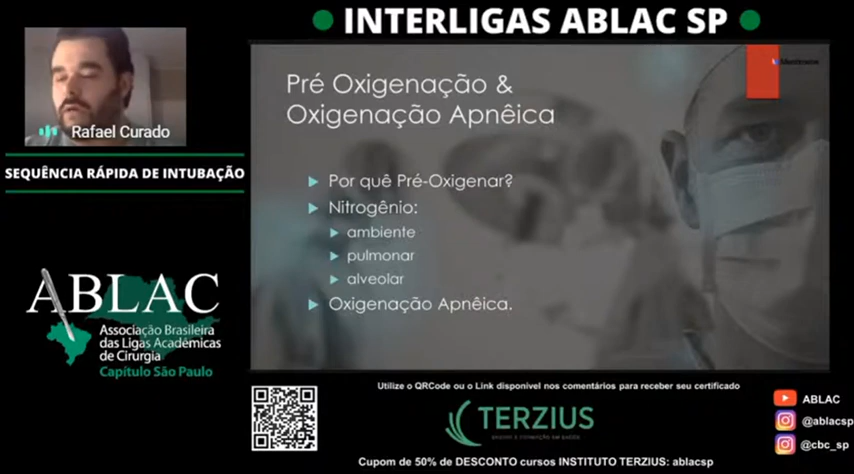 INTERLIGAS ABLAC SP
Rafael Curado
SEQUÊNCIA RÁPIDA DE INTUBAÇÃO
Pré Oxigenação &
Oxigenação Apnêica
Por quê Pré-Oxigenar?
Nitrogênio:
ambiente
pulmonar
alveolar
Oxigenação Apnêica.
ABLAC
Associação Brasileira
das Ligas Acadêmicas
de Cirurgia
Capítulo São Paulo
Utilize o QRCode ou o Link disponível nos comentários para receber seu certificado
TERZIUS
Cupom de 50% de DESCONTO cursos INSTITUTO TERZIUS: ablacsp
ABLAC
@ablacsp
@cbc_sp